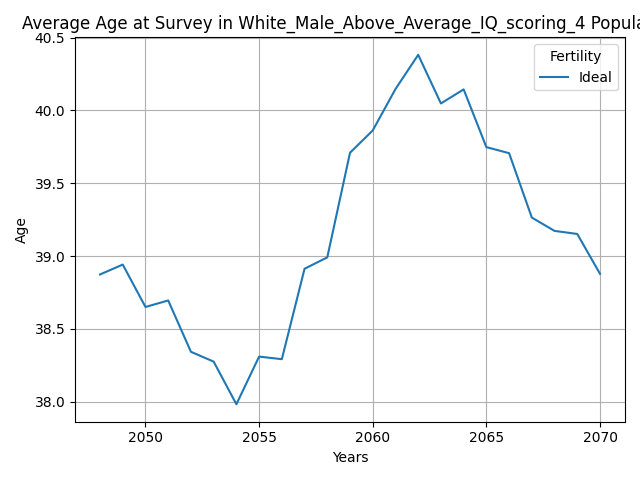 Average Age at Survey in White_Male_Above_Average_IQ_scoring_4 Popula
Fertility
Ideal
40.5
40.0
39.5
39.0
38.5
38.0
Age
2050 2055 2060 2065 2070
Years